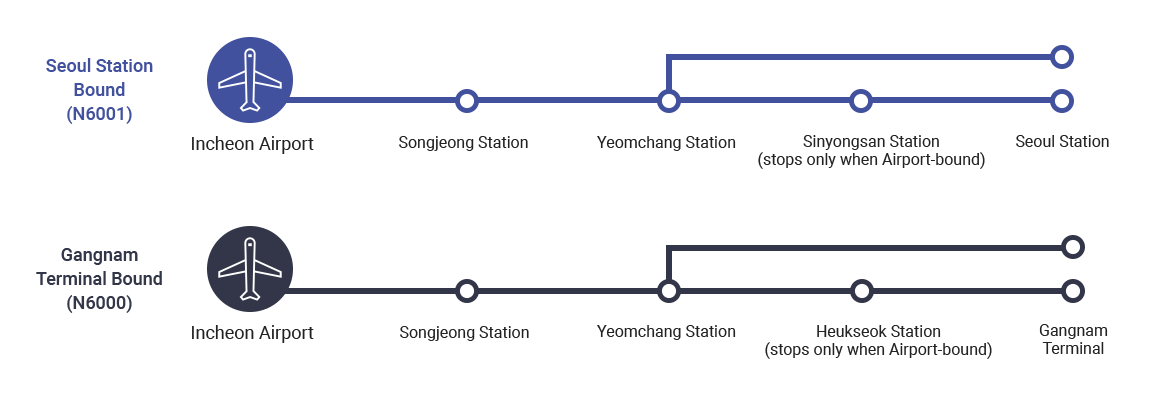 Seoul Station
Bound
(N6001)
Incheon Airport
Songjeong Station
Yeomchang Station
Sinyongsan Station
(stops only when Airport-bound)
Seoul Station
Gangnam
Terminal Bound
(N6000)
Incheon Airport
Songjeong Station
Yeomchang Station
Heukseok Station
(stops only when Airport-bound)
Gangnam
Terminal